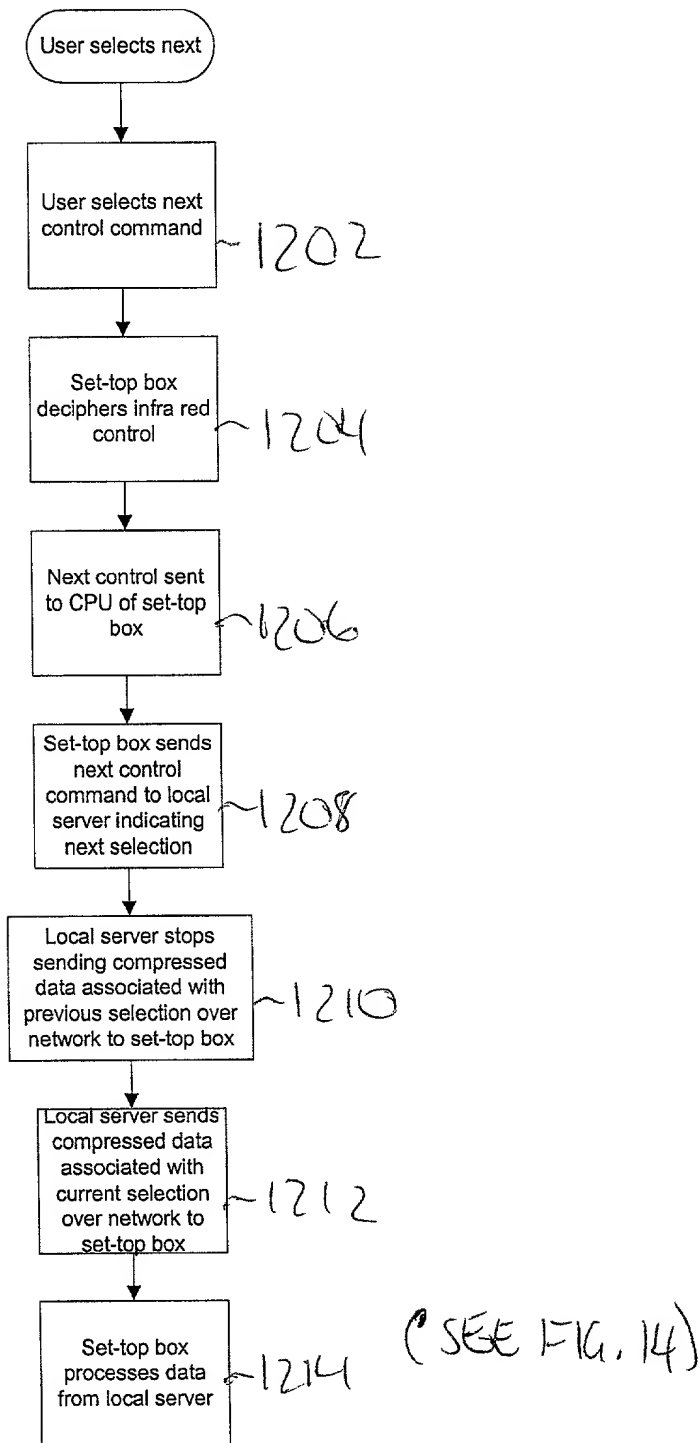 User selects next
User selects next
control command
1202
Set-top box
deciphers infra red
control
1204
Next control sent
to CPU of set-top
box
1206
Set-top box sends
next control
command to local
server indicating
next selection
1208
Local server stops
sending compressed
data associated with
previous selection over
network to set-top box
1210
Local server sends
compressed data
associated with
current selection
over network to
set-top box
1212
Set-top box
processes data
from local server
1214
(SEE FIG. 14)